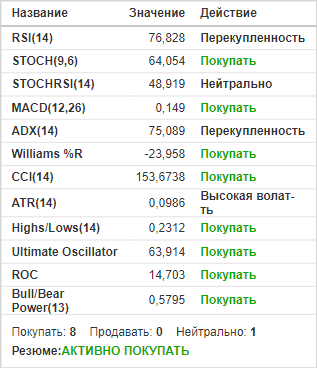 Название Значение Действие
RSI(14) 76,828 Перекупленность
STOCH(9,6) 64,054 Покупать
STOCHRSI(14) 48,919 Нейтрально
MACD(12,26) 0,149 Покупать
ADX(14) 75,089 Перекупленность
Williams %R -23,958 Покупать
CCI(14) 153,6738 Покупать
ATR(14) 0,0986 Высокая волат-
ть
Highs/Lows(14) 0,2312 Покупать
Ultimate Oscillator 63,914 Покупать
ROC 14,703 Покупать
Bull/Bear
Power(13) 0,5795 Покупать
Покупать: 8 Продавать: 0 Нейтрально: 1
Резюме:АКТИВНО ПОКУПАТЬ